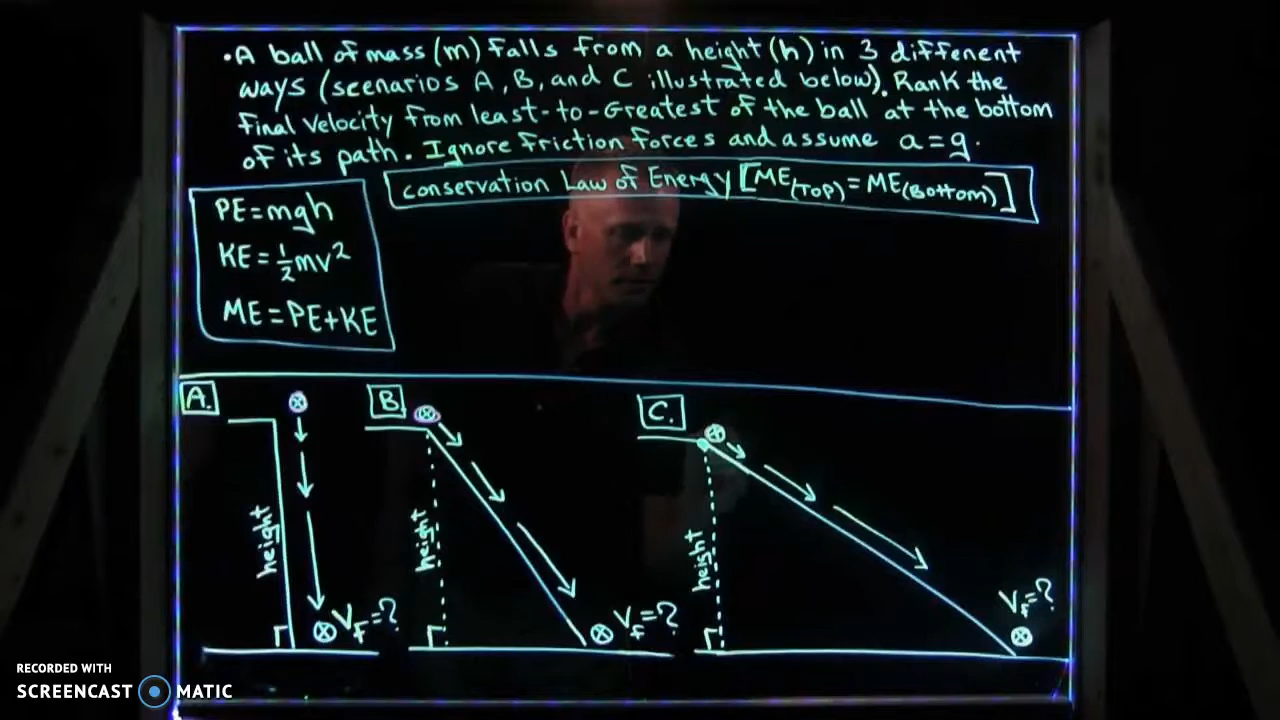 •A ball of mass (m) falls from a height (h) in 3 different
ways (scenarios A, B, and C illustrated below). Rank the
final velocity from least-to-Greatest of the ball at the bottom
of its path. Ignore friction forces and assume a=g.
conservation Law of Energy [ME(Top)=ME(Bottom)]
PE=mgh
KE=½mv²
ME=PE+KE
A.
B
C.
height
height
height
Vf=?
Vf=?
Vf=?
RECORDED WITH
SCREENCAST MATIC